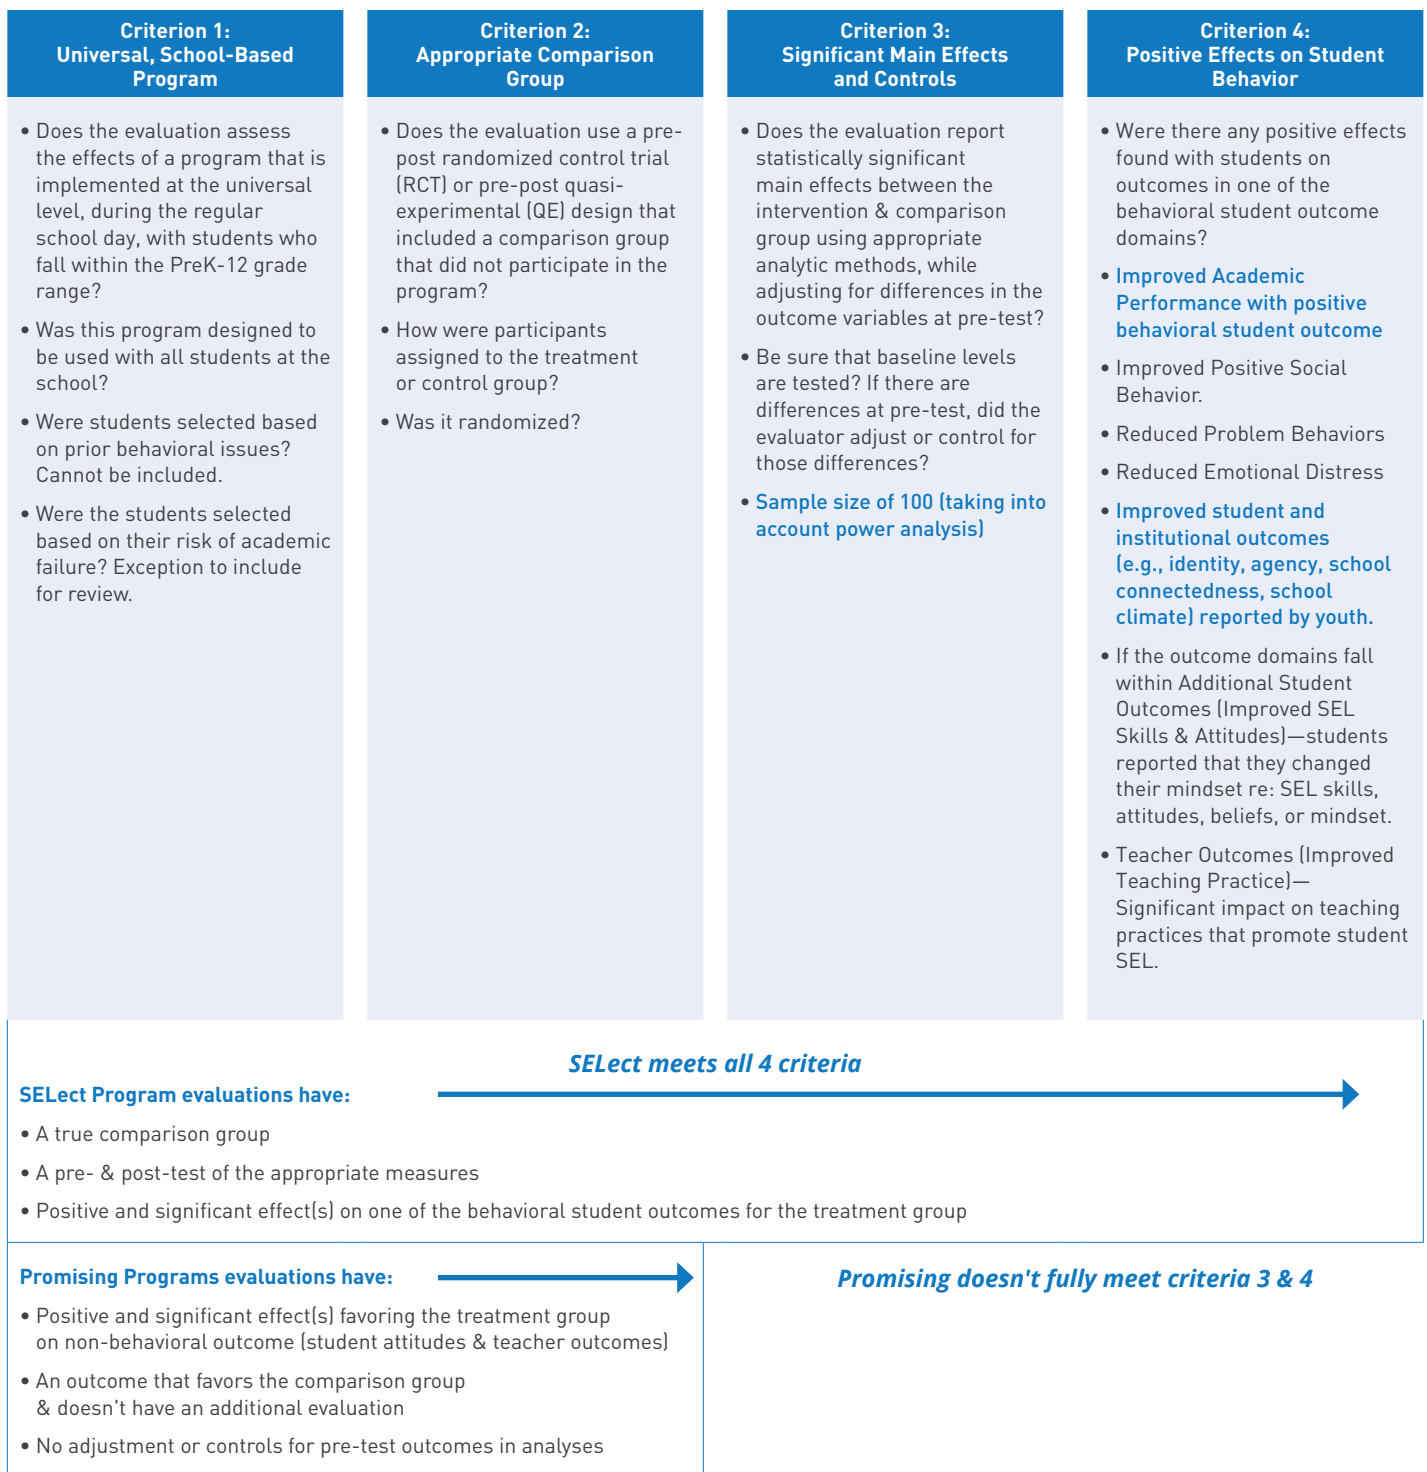 Criterion 1:
Universal, School-Based
Program
• Does the evaluation assess
the effects of a program that is
implemented at the universal
level, during the regular
school day, with students who
fall within the PreK-12 grade
range?
• Was this program designed to
be used with all students at the
school?
• Were students selected based
on prior behavioral issues?
Cannot be included.
• Were the students selected
based on their risk of academic
failure? Exception to include
for review.
Criterion 2:
Appropriate Comparison
Group
• Does the evaluation use a pre-
post randomized control trial
(RCT) or pre-post quasi-
experimental (QE) design that
included a comparison group
that did not participate in the
program?
• How were participants
assigned to the treatment
or control group?
• Was it randomized?
Criterion 3:
Significant Main Effects
and Controls
• Does the evaluation report
statistically significant
main effects between the
intervention & comparison
group using appropriate
analytic methods, while
adjusting for differences in the
outcome variables at pre-test?
• Be sure that baseline levels
are tested? If there are
differences at pre-test, did the
evaluator adjust or control for
those differences?
• Sample size of 100 (taking into
account power analysis)
Criterion 4:
Positive Effects on Student
Behavior
• Were there any positive effects
found with students on
outcomes in one of the
behavioral student outcome
domains?
• Improved Academic
Performance with positive
behavioral student outcome
• Improved Positive Social
Behavior.
• Reduced Problem Behaviors
• Reduced Emotional Distress
• Improved student and
institutional outcomes
(e.g., identity, agency, school
connectedness, school
climate) reported by youth.
• If the outcome domains fall
within Additional Student
Outcomes (Improved SEL
Skills & Attitudes)—students
reported that they changed
their mindset re: SEL skills,
attitudes, beliefs, or mindset.
• Teacher Outcomes (Improved
Teaching Practice)—
Significant impact on teaching
practices that promote student
SEL.
SELect meets all 4 criteria
SELect Program evaluations have:
• A true comparison group
• A pre- & post-test of the appropriate measures
• Positive and significant effect(s) on one of the behavioral student outcomes for the treatment group
Promising Programs evaluations have:
• Positive and significant effect(s) favoring the treatment group
on non-behavioral outcome (student attitudes & teacher outcomes)
• An outcome that favors the comparison group
& doesn't have an additional evaluation
• No adjustment or controls for pre-test outcomes in analyses
Promising doesn't fully meet criteria 3 & 4